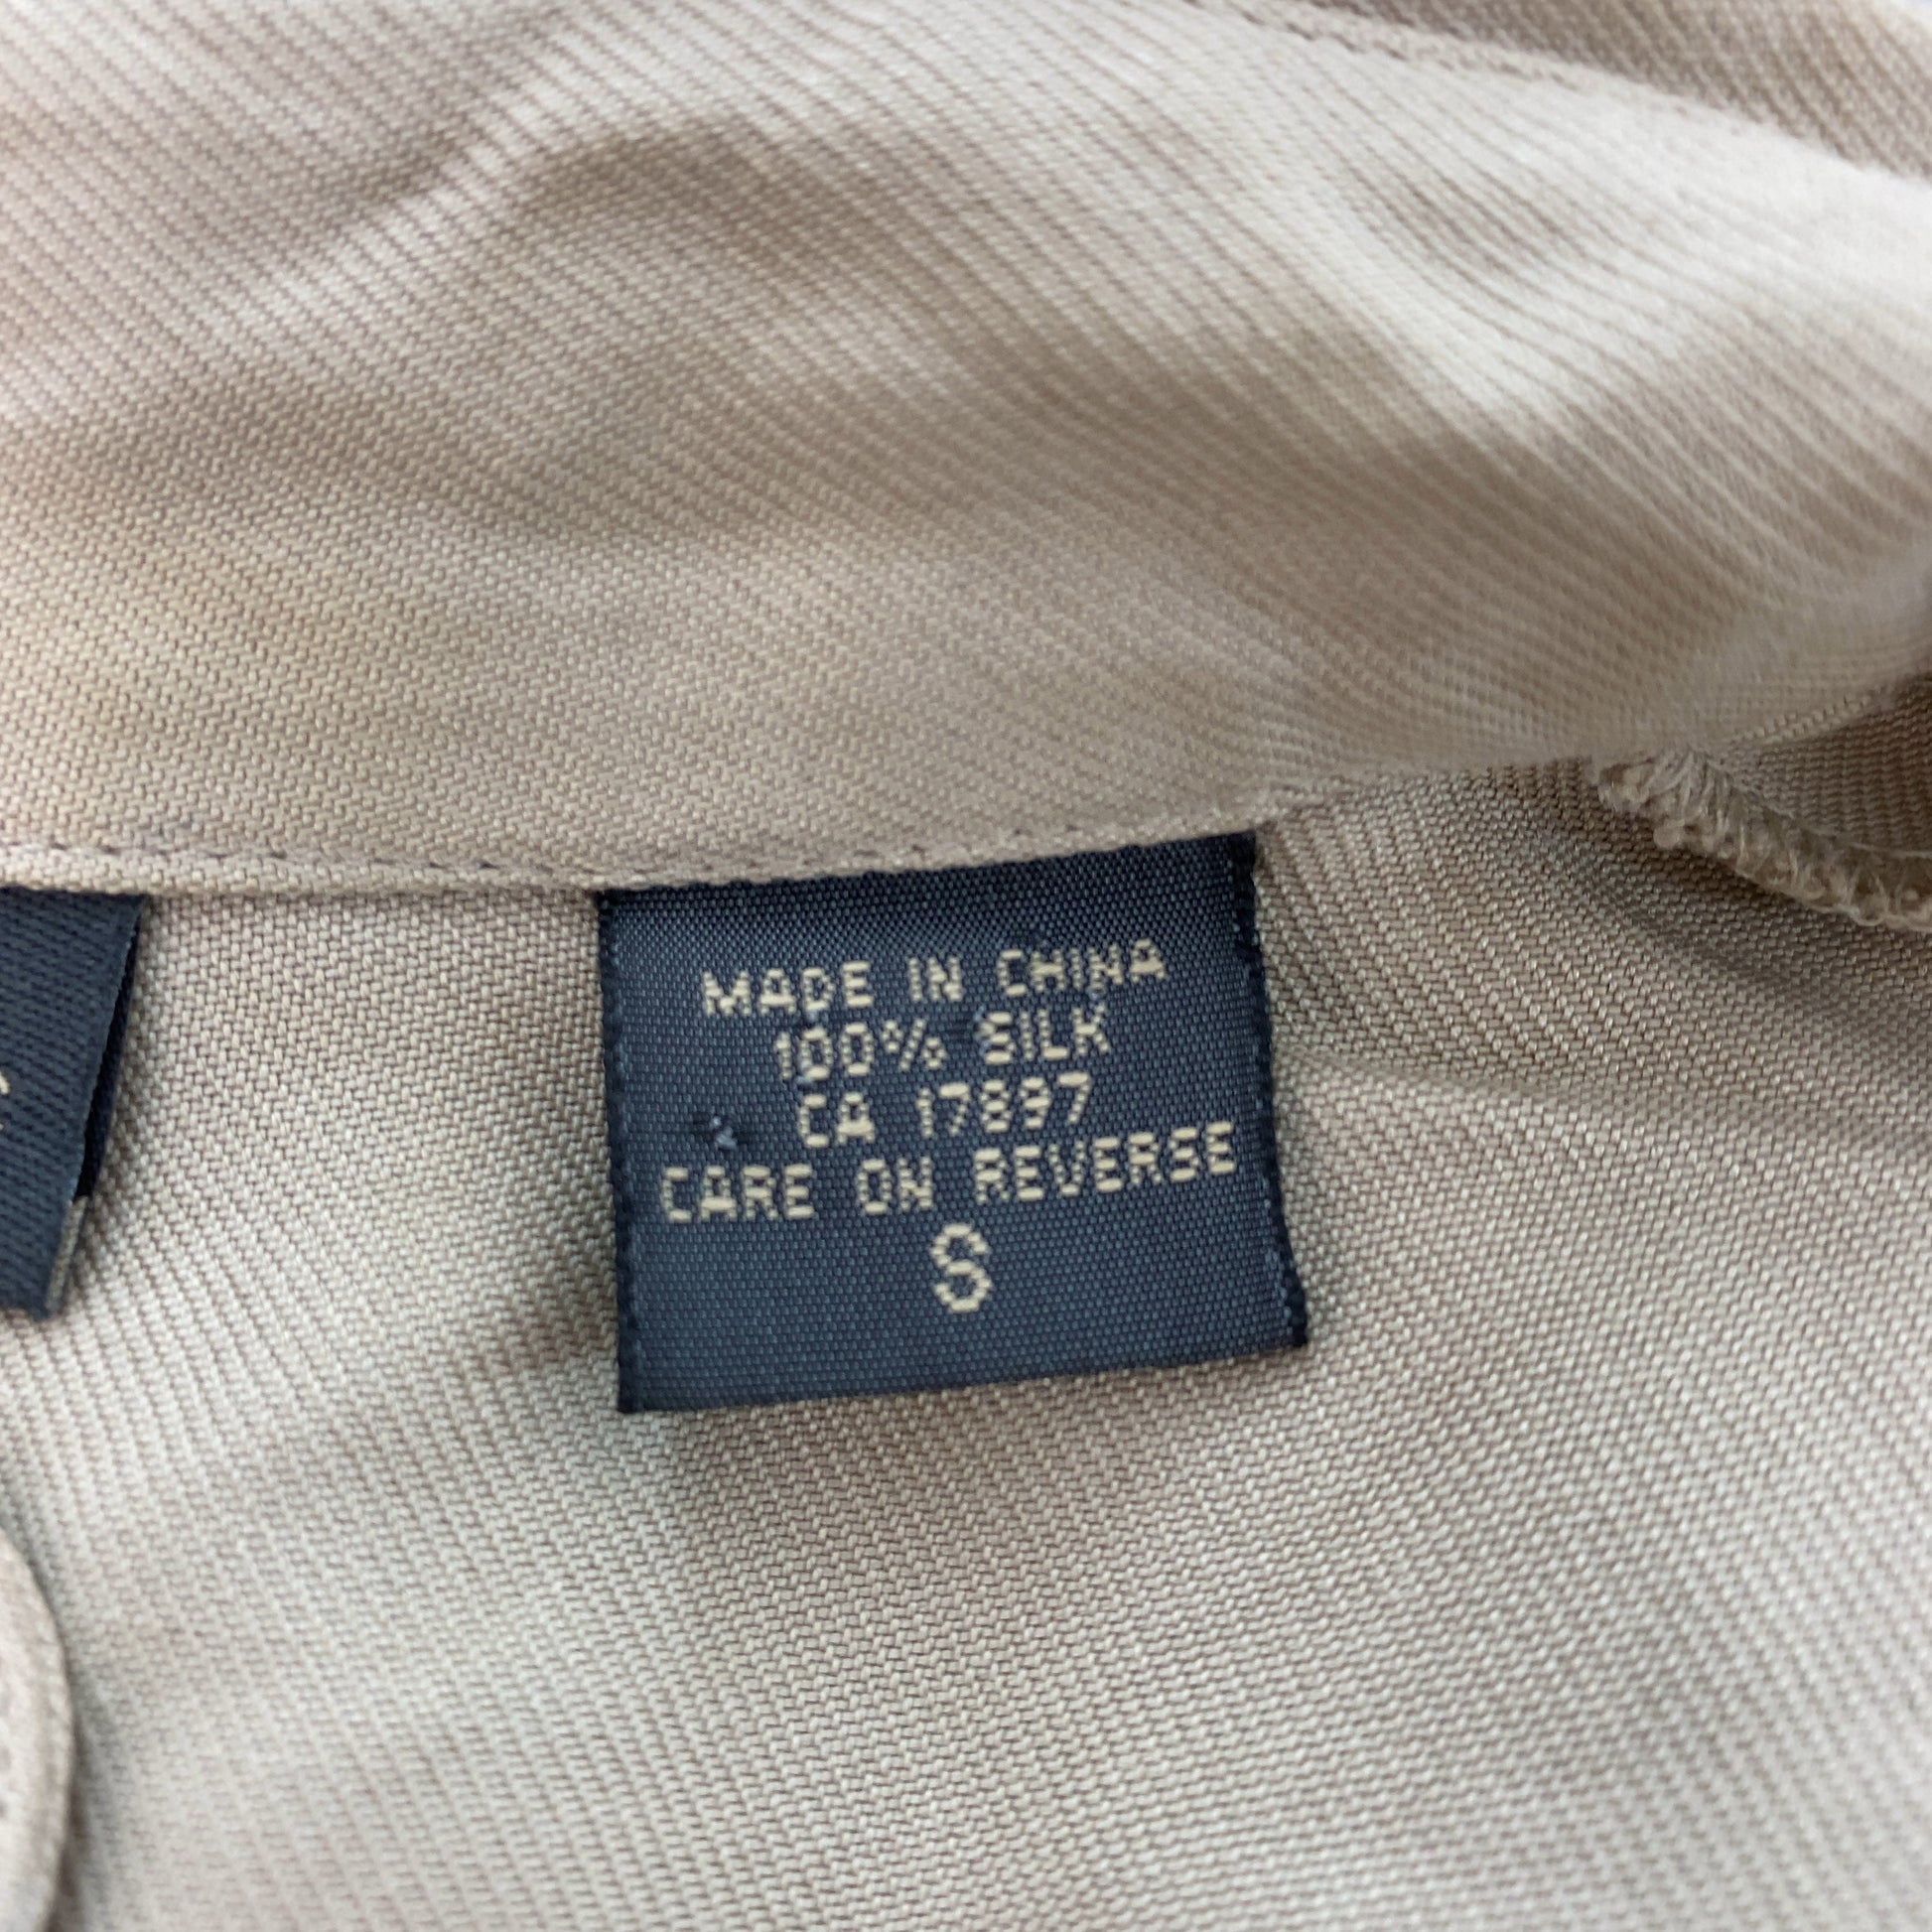 MADE IN CHINA
100% SILK
CA 17897
CARE ON REVERSE
S